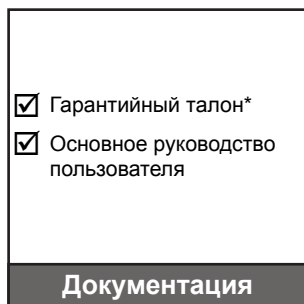 Гарантийный талон*
Основное руководство
пользователя
Документация